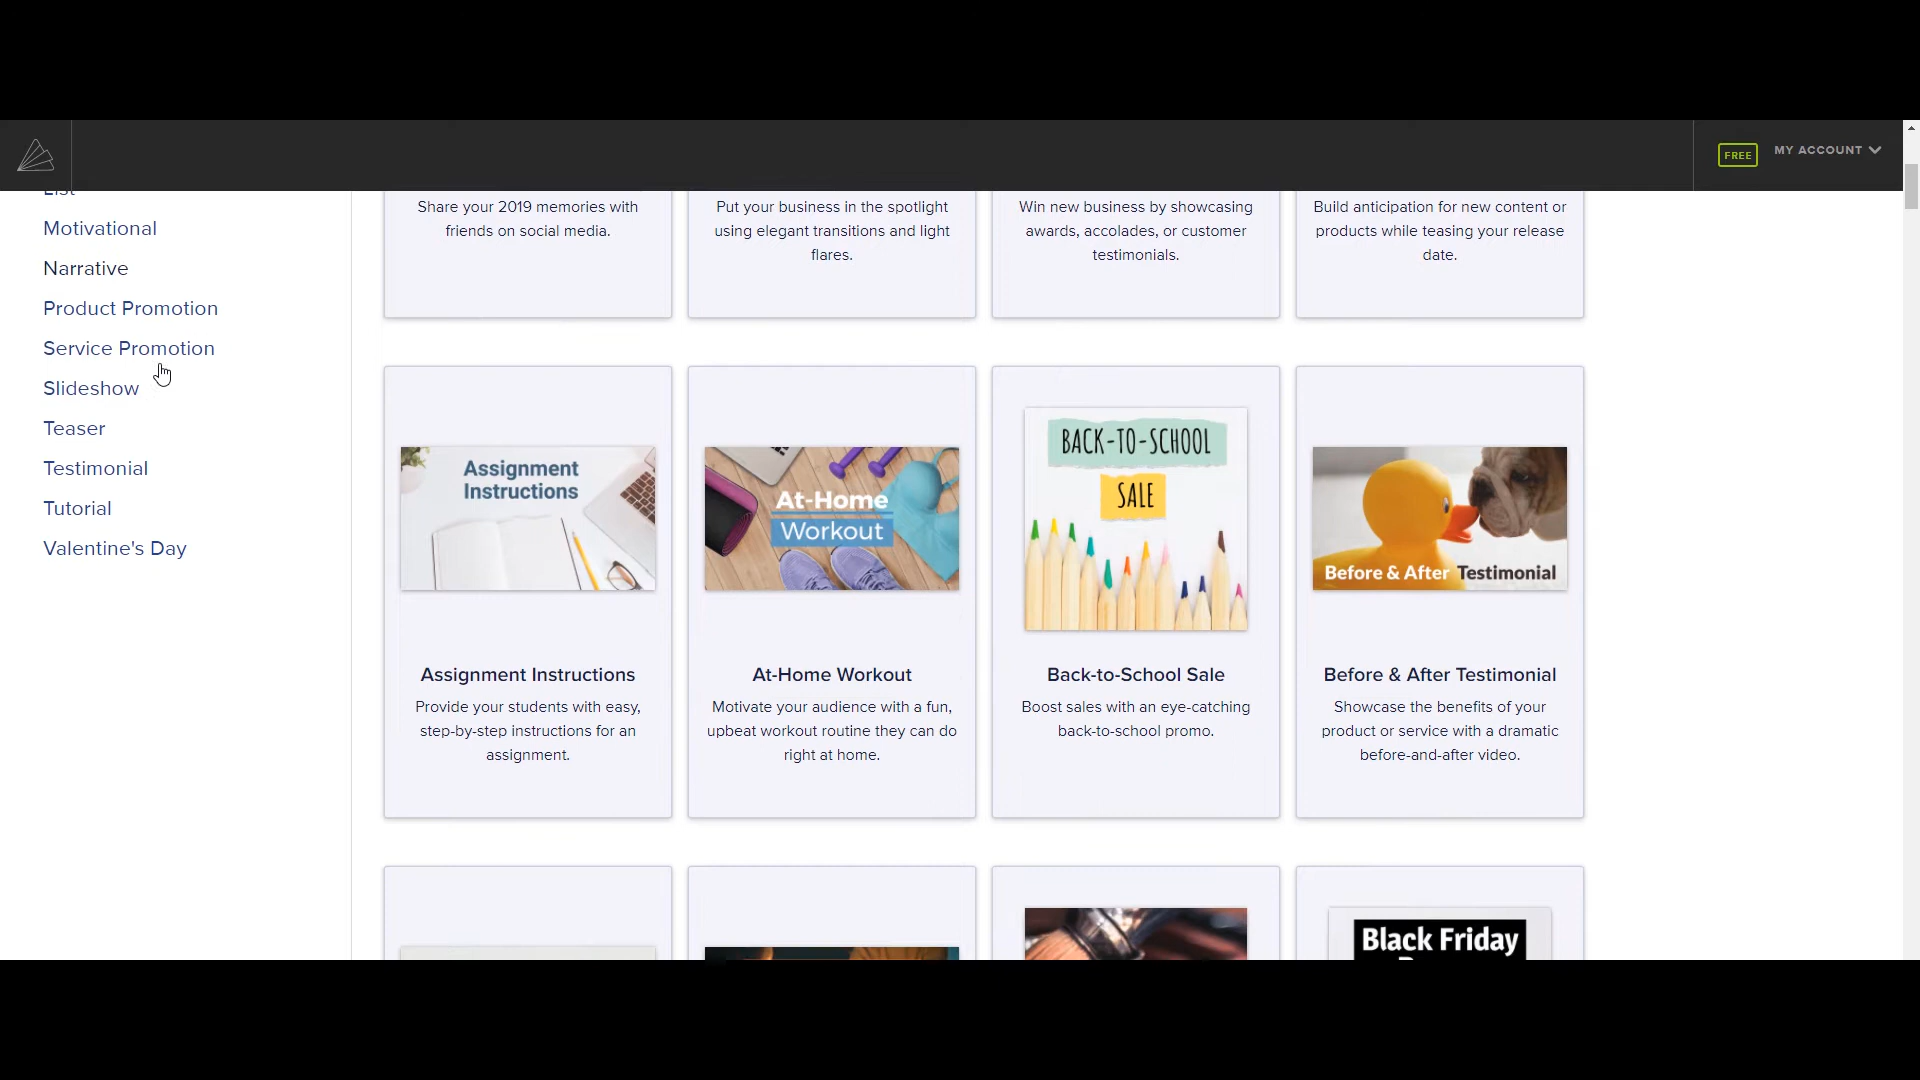 FREE
MY ACCOUNT
List
Motivational
Narrative
Product Promotion
Service Promotion
Slideshow
Teaser
Testimonial
Tutorial
Valentine's Day
Share your 2019 memories with
friends on social media.
Put your business in the spotlight
using elegant transitions and light
flares.
Win new business by showcasing
awards, accolades, or customer
testimonials.
Build anticipation for new content or
products while teasing your release
date.
Assignment
Instructions
Assignment Instructions
Provide your students with easy,
step-by-step instructions for an
assignment.
At-Home
Workout
At-Home Workout
Motivate your audience with a fun,
upbeat workout routine they can do
right at home.
BACK-TO-SCHOOL
SALE
Back-to-School Sale
Boost sales with an eye-catching
back-to-school promo.
Before & After Testimonial
Before & After Testimonial
Showcase the benefits of your
product or service with a dramatic
before-and-after video.
Black Friday